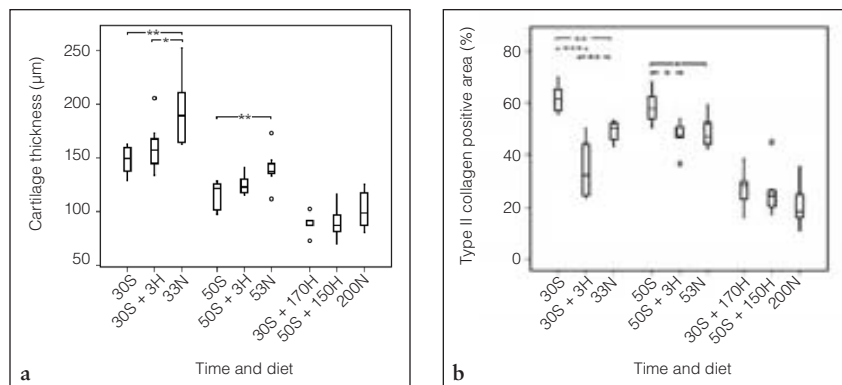 Cartilage thickness (µm)
250
200
150
100
50
**
*
**
30S
30S + 3H
33N
50S
50S + 3H
53N
30S + 170H
50S + 150H
200N
Time and diet
a
Type II collagen positive area (%)
80
60
40
20
0
30S
30S + 3H
33N
50S
50S + 3H
53N
30S + 170H
50S + 150H
200N
Time and diet
b